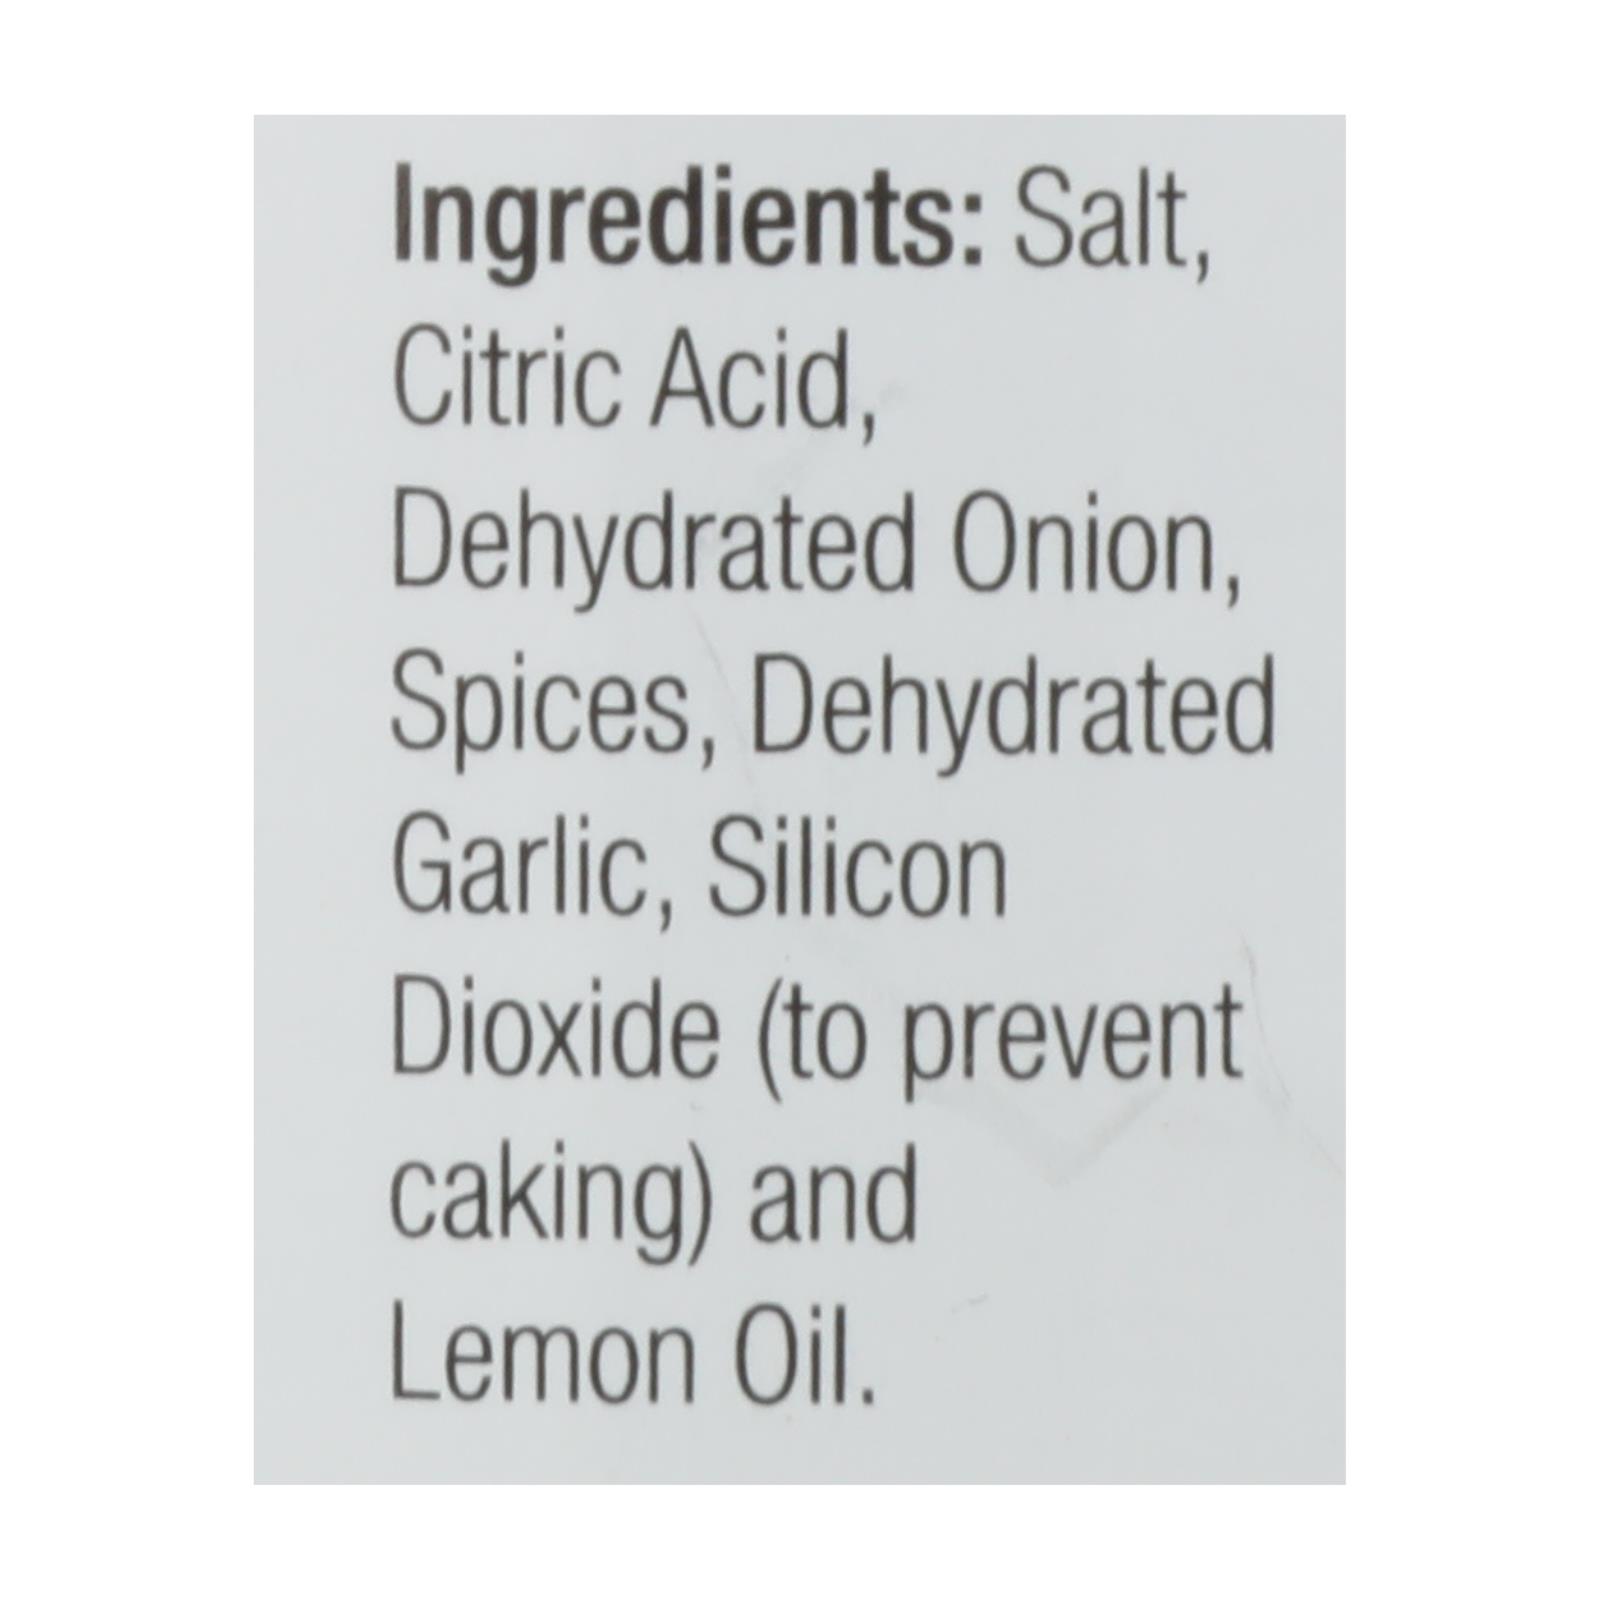 Ingredients: Salt,
Citric Acid,
Dehydrated Onion,
Spices, Dehydrated
Garlic, Silicon
Dioxide (to prevent
caking) and
Lemon Oil.